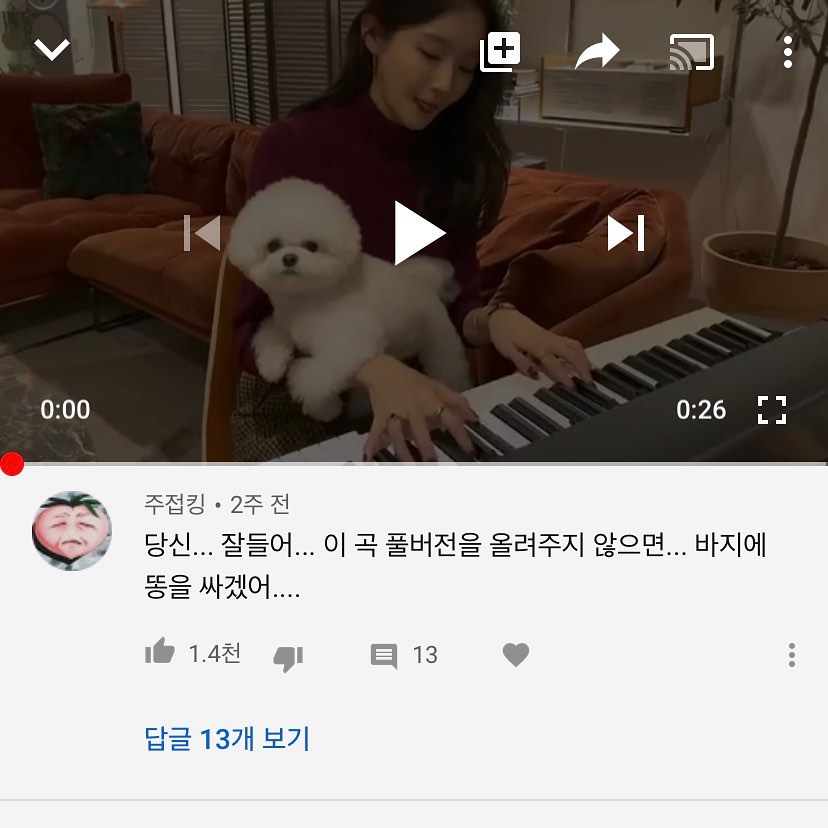 0:00
0:26
주접킹 • 2주 전
당신... 잘들어... 이 곡 풀버전을 올려주지 않으면... 바지에
똥을 싸겠어....
1.4천
13
답글 13개 보기